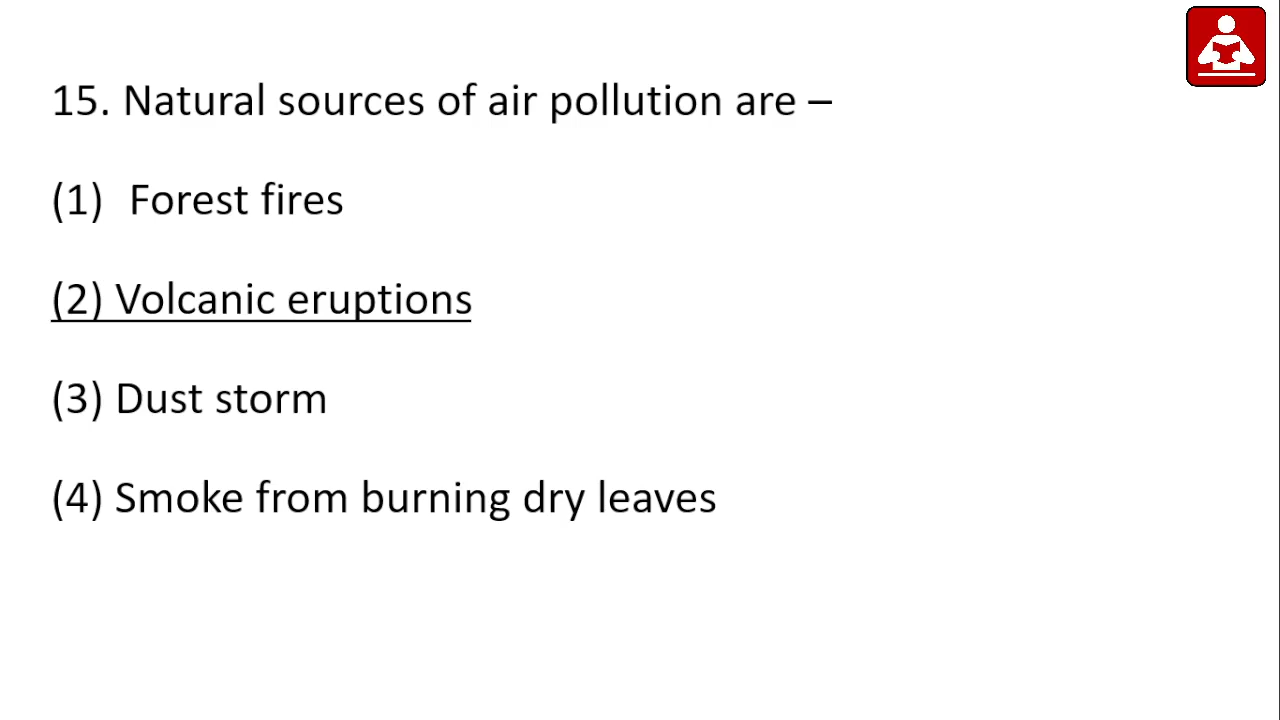 15. Natural sources of air pollution are –
(1) Forest fires
(2) Volcanic eruptions
(3) Dust storm
(4) Smoke from burning dry leaves